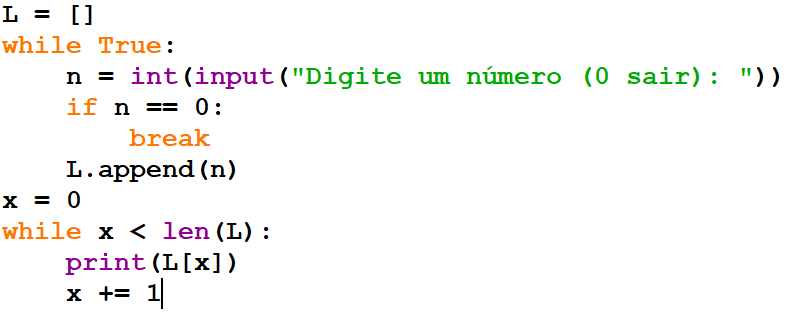 L = []
while True:
    n = int(input("Digite um número (0 sair): "))
    if n == 0:
        break
    L.append(n)
x = 0
while x < len(L):
    print(L[x])
    x += 1